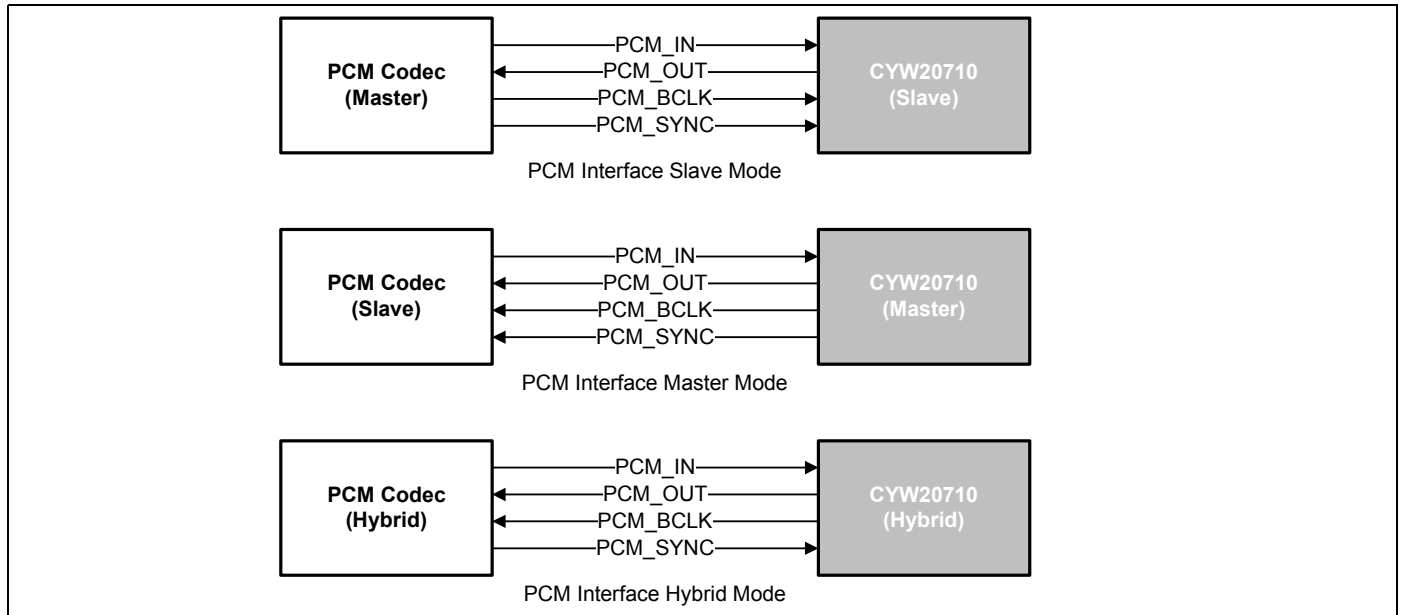 PCM Codec
(Master)
PCM_IN
PCM_OUT
PCM_BCLK
PCM_SYNC
CYW20710
(Slave)
PCM Interface Slave Mode
PCM Codec
(Slave)
PCM_IN
PCM_OUT
PCM_BCLK
PCM_SYNC
CYW20710
(Master)
PCM Interface Master Mode
PCM Codec
(Hybrid)
PCM_IN
PCM_OUT
PCM_BCLK
PCM_SYNC
CYW20710
(Hybrid)
PCM Interface Hybrid Mode